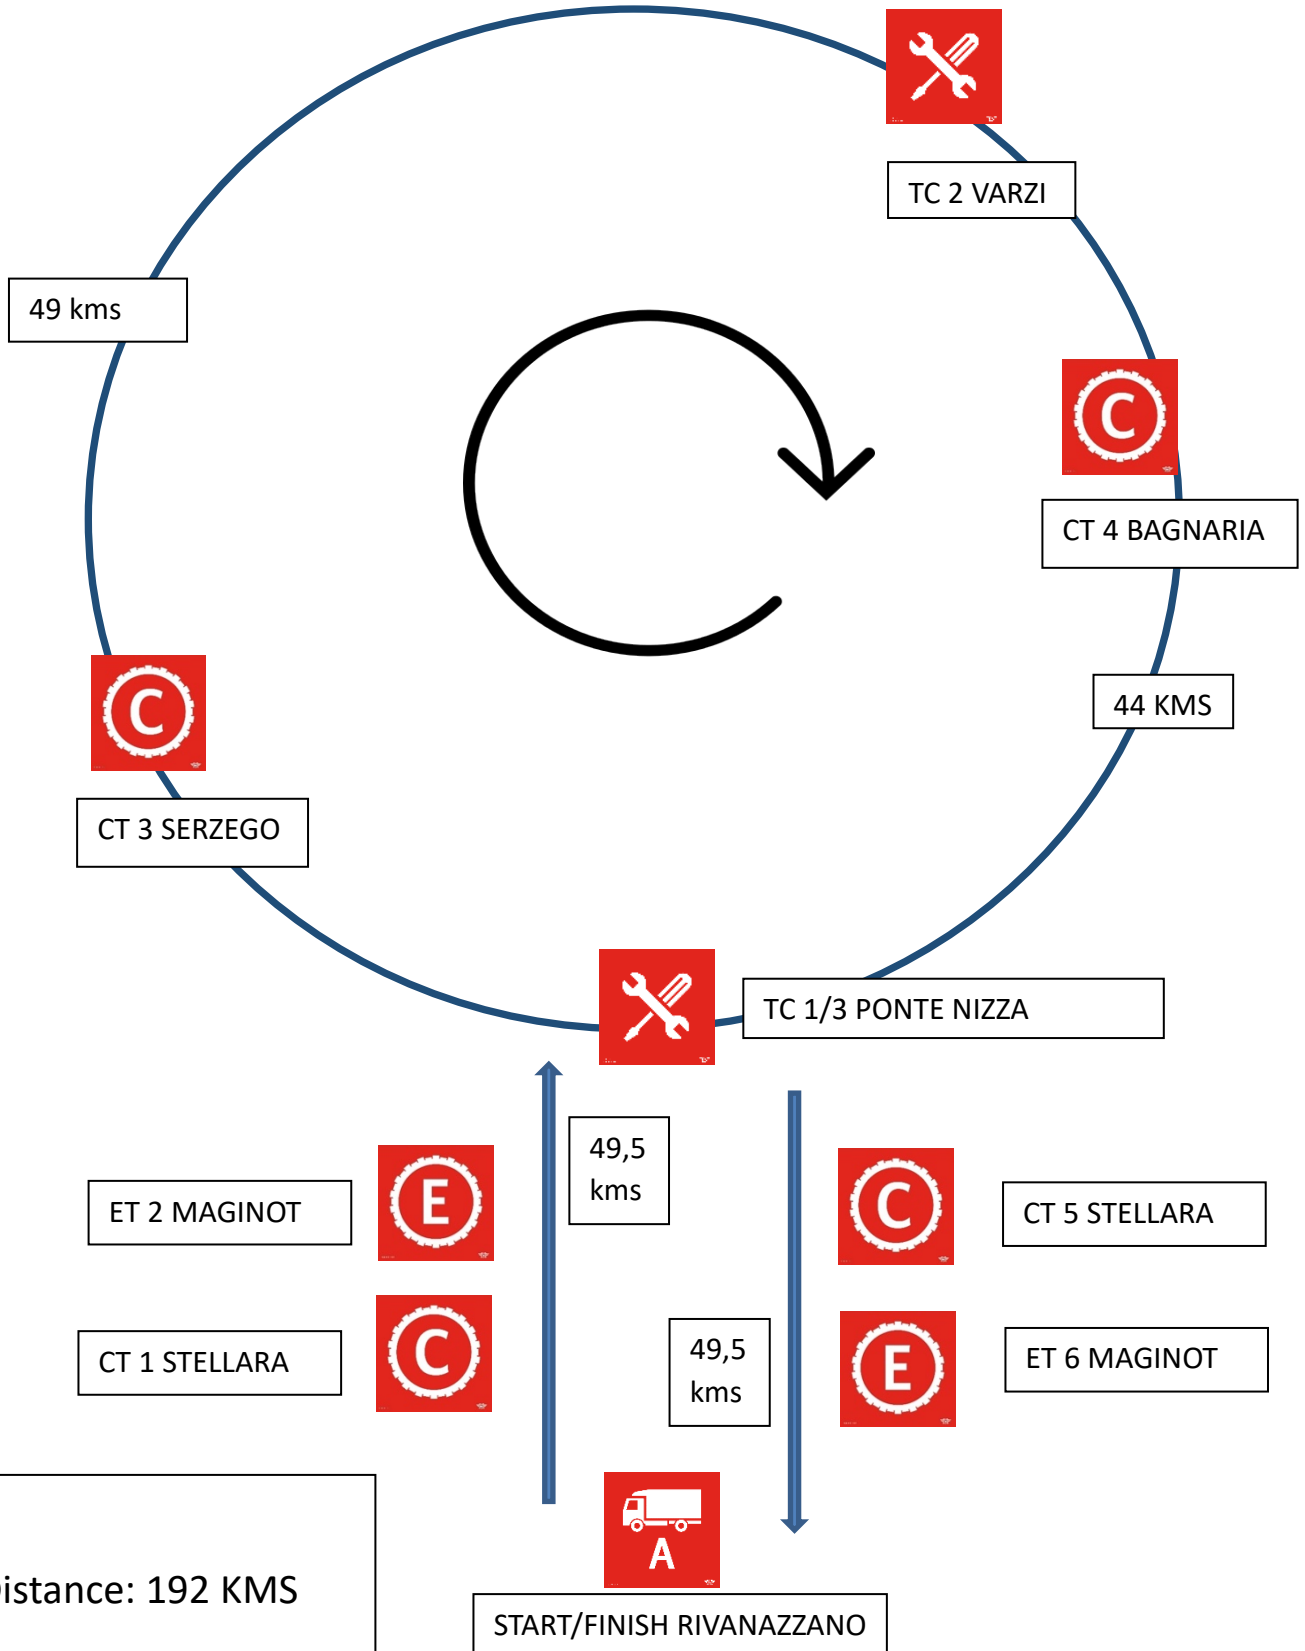 TC 2 VARZI
49 kms
C
CT 4 BAGNARIA
44 KMS
C
CT 3 SERZEGO
TC 1/3 PONTE NIZZA
49,5
kms
ET 2 MAGINOT
E
C
CT 5 STELLARA
CT 1 STELLARA
C
49,5
kms
E
ET 6 MAGINOT
A
192 KMS
START/FINISH RIVANAZZANO